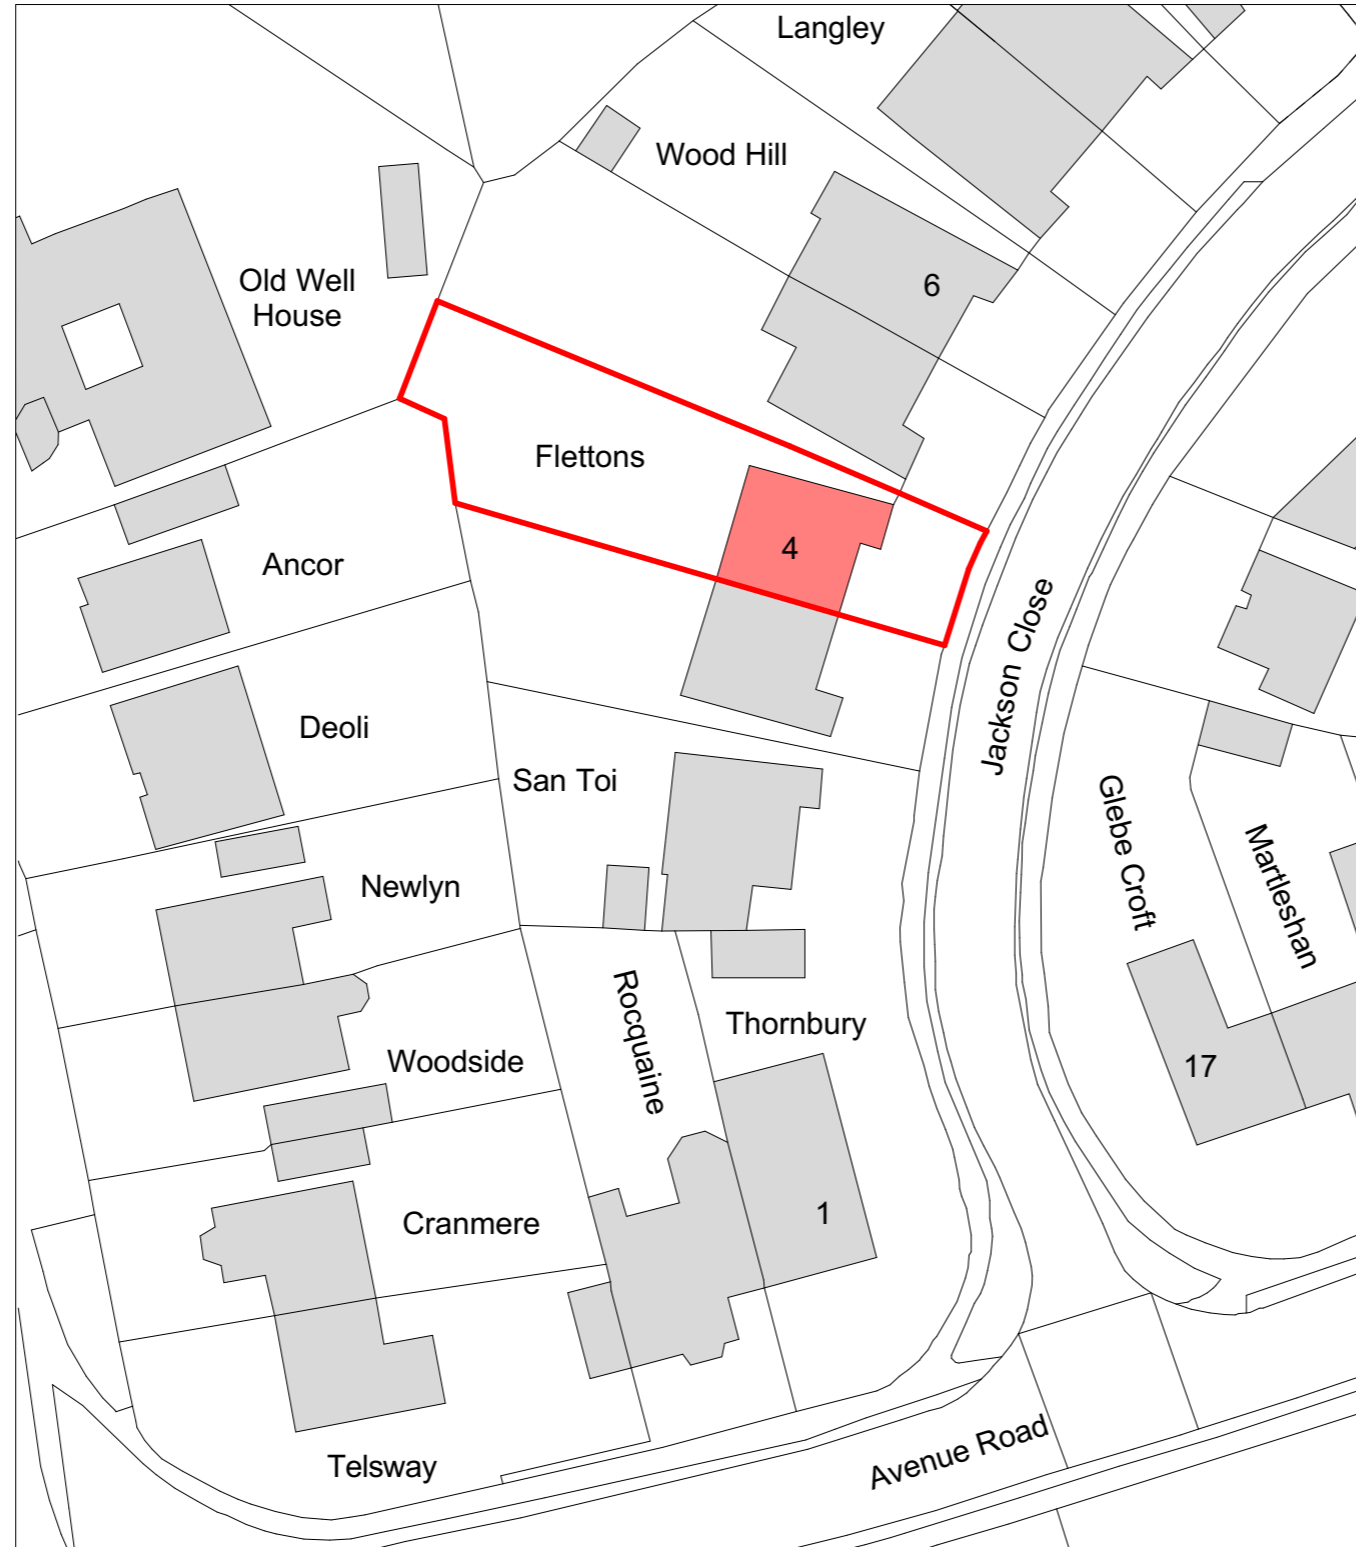 Langley
Wood Hill
Old Well
House
6
Flettons
4
Ancor
Jackson Close
Deoli
San Toi
Glebe Croft
Martleshan
Newlyn
Rocquaine
Thornbury
Woodside
17
1
Cranmere
Avenue Road
Telsway